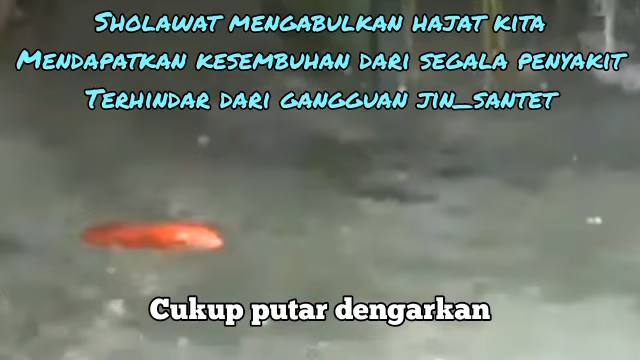 Sholawat mengabulkan hajat kita
Mendapatkan kesembuhan dari segala penyakit
Terhindar dari gangguan jin_santet
Cukup putar dengarkan